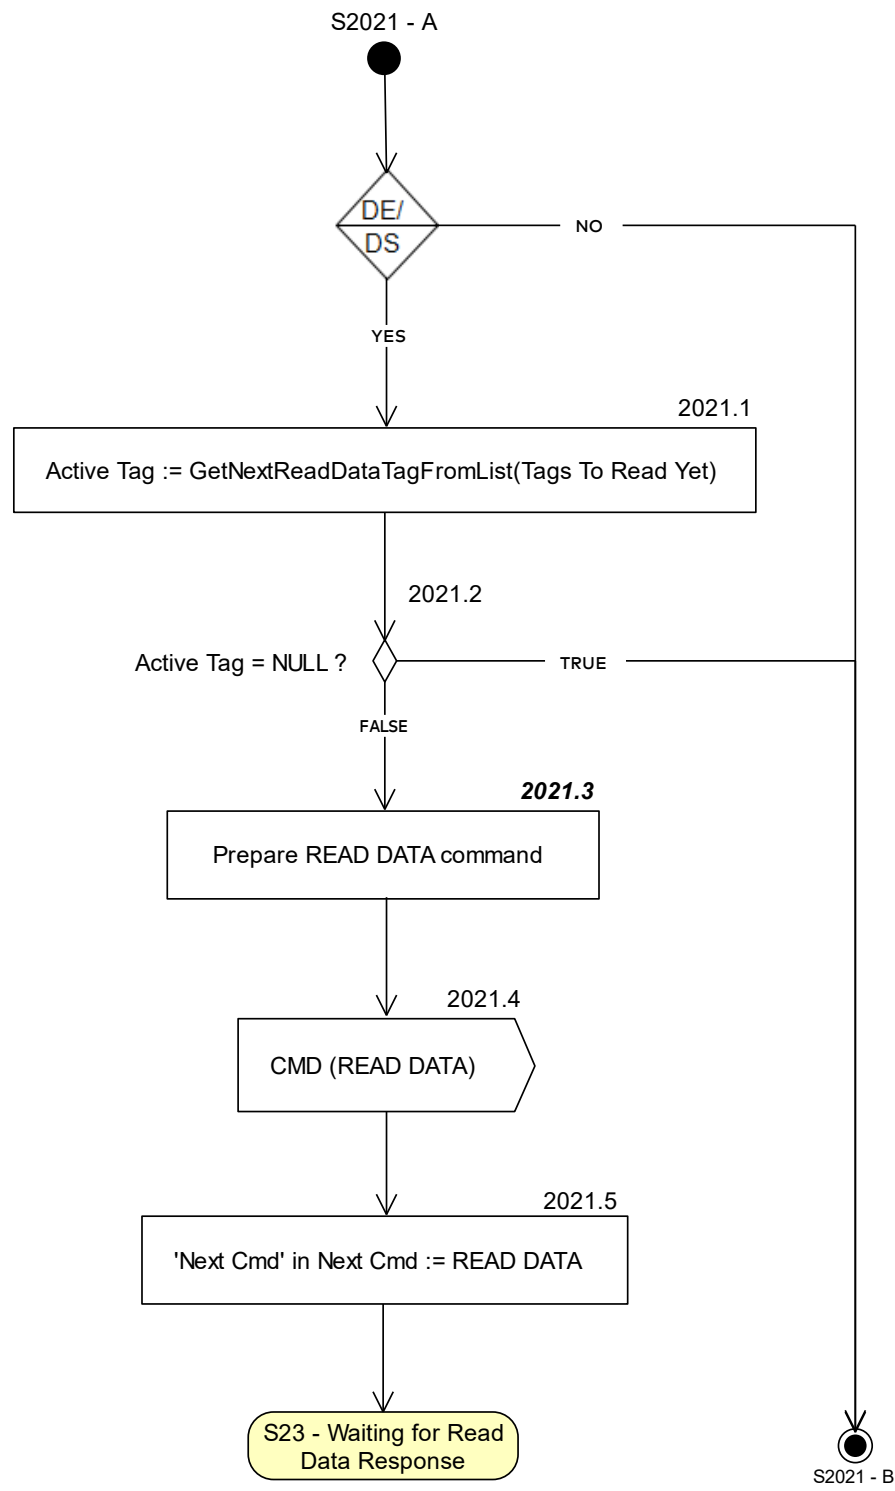 S2021 - A
DE/
DS
NO
YES
2021.1
Active Tag := GetNextReadDataTagFromList(Tags To Read Yet)
2021.2
Active Tag = NULL ?
TRUE
FALSE
2021.3
Prepare READ DATA command
2021.4
CMD (READ DATA)
2021.5
'Next Cmd' in Next Cmd := READ DATA
S23 - Waiting for Read
Data Response
S2021 - B